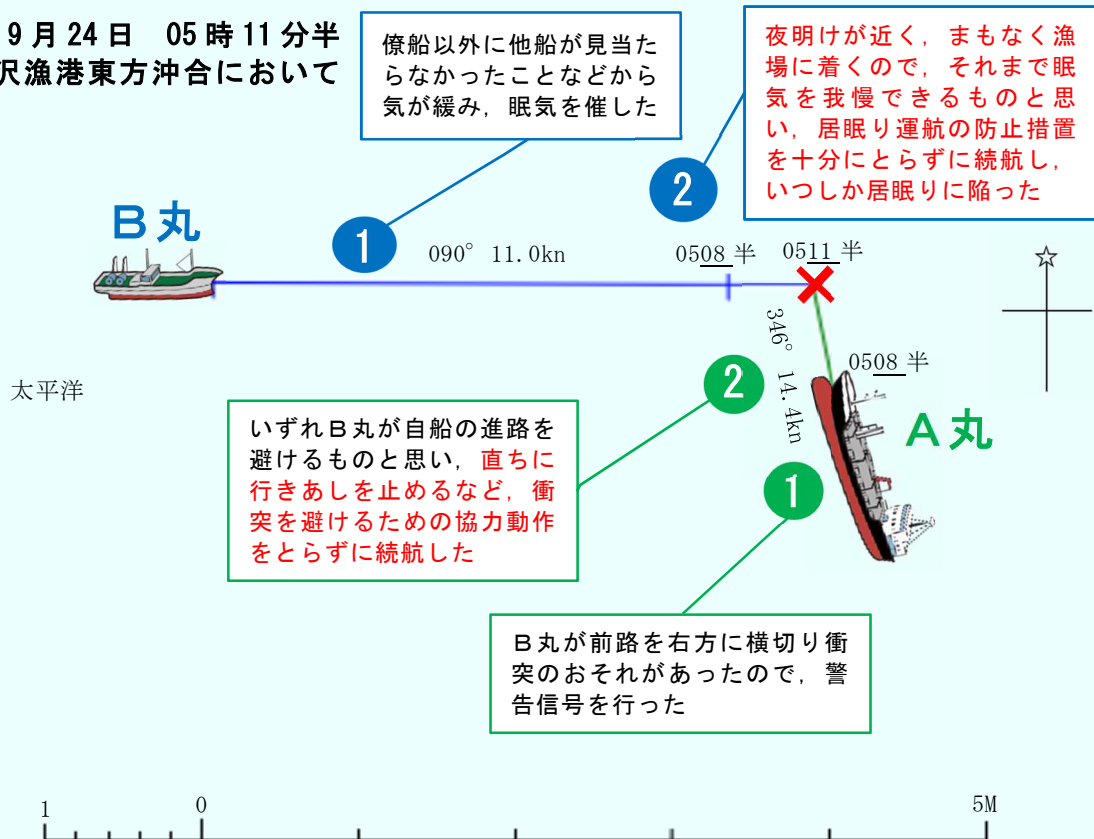 9月24日 05時11分半
沢漁港東方沖合において
僚船以外に他船が見当た
らなかったことなどから
気が緩み，眠気を催した
夜明けが近く，まもなく漁
場に着くので，それまで眠
気を我慢できるものと思
い，居眠り運航の防止措置
を十分にとらずに続航し，
いつしか居眠りに陥った
2
B丸
1
090° 11.0kn
0508半
0511半
346° 14.4kn
0508半
太平洋
2
A丸
いずれB丸が自船の進路を
避けるものと思い，直ちに
行きあしを止めるなど，衝
突を避けるための協力動作
をとらずに続航した
1
B丸が前路を右方に横切り衝
突のおそれがあったので，警
告信号を行った
1
0
5M